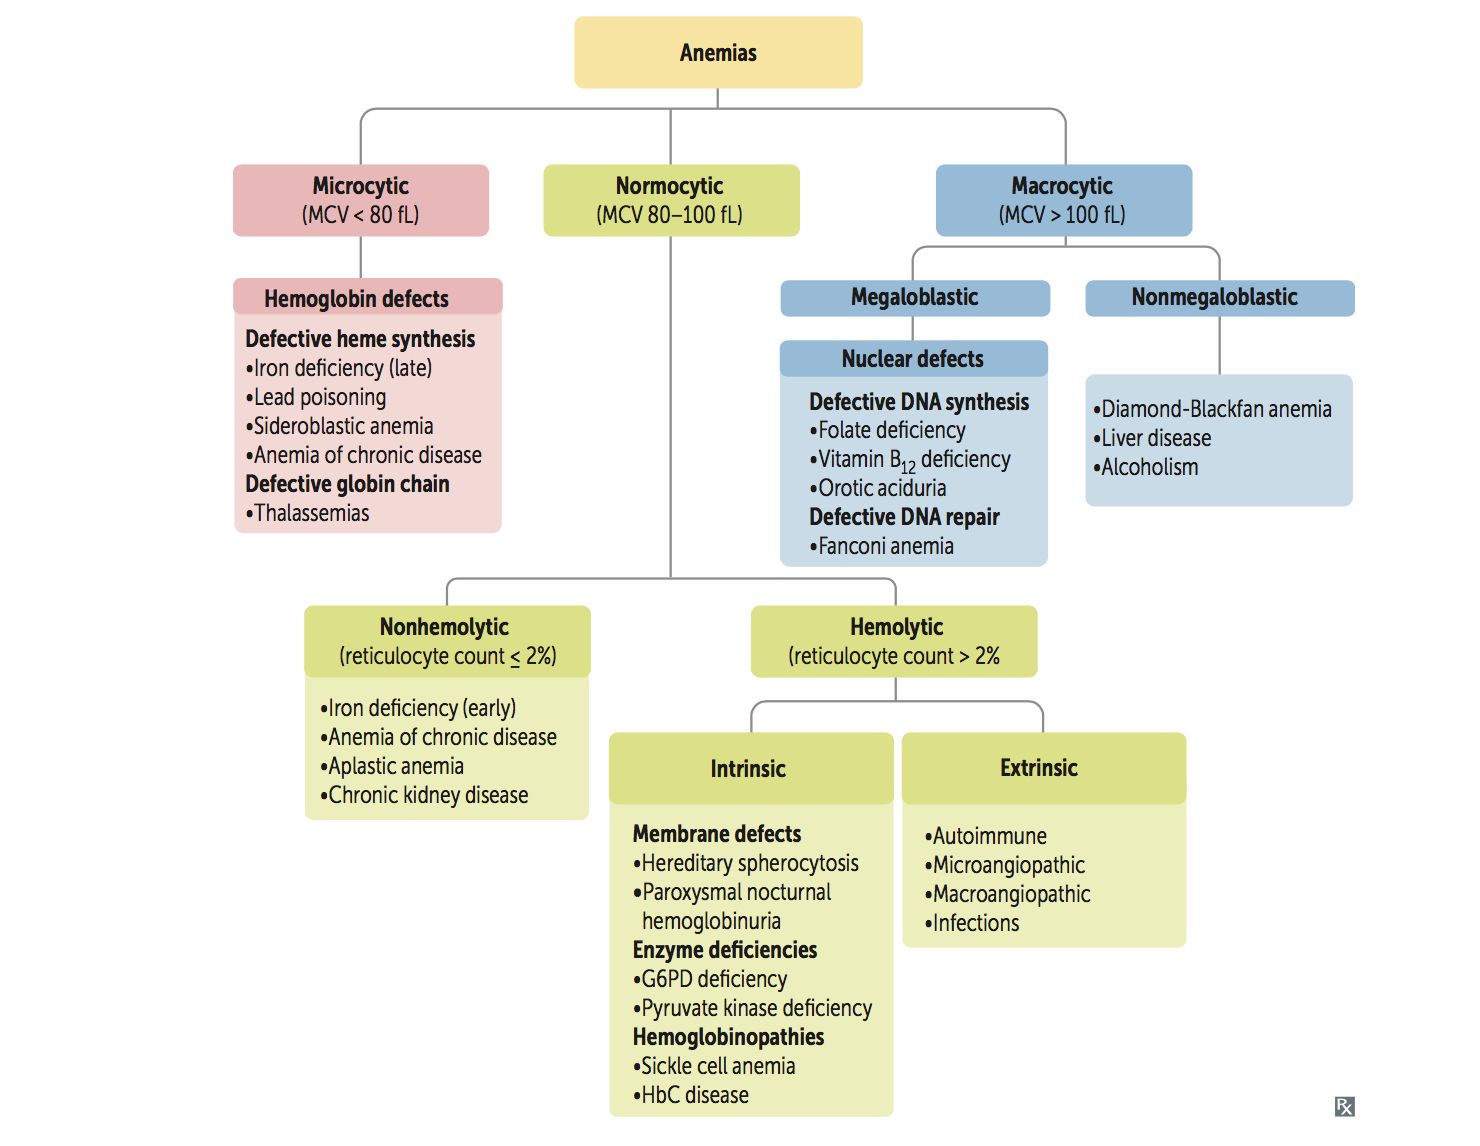 Anemias
Microcytic
(MCV < 80 fL)
Normocytic
(MCV 80–100 fL)
Macrocytic
(MCV > 100 fL)
Hemoglobin defects
Defective heme synthesis
•Iron deficiency (late)
•Lead poisoning
•Sideroblastic anemia
•Anemia of chronic disease
Defective globin chain
•Thalassemias
Megaloblastic
Nuclear defects
Defective DNA synthesis
•Folate deficiency
•Vitamin B12 deficiency
•Orotic aciduria
Defective DNA repair
•Fanconi anemia
Nonmegaloblastic
•Diamond-Blackfan anemia
•Liver disease
•Alcoholism
Nonhemolytic
(reticulocyte count ≤ 2%)
•Iron deficiency (early)
•Anemia of chronic disease
•Aplastic anemia
•Chronic kidney disease
Hemolytic
(reticulocyte count > 2%
Intrinsic
Membrane defects
•Hereditary spherocytosis
•Paroxysmal nocturnal
hemoglobinuria
Enzyme deficiencies
•G6PD deficiency
•Pyruvate kinase deficiency
Hemoglobinopathies
•Sickle cell anemia
•HbC disease
Extrinsic
•Autoimmune
•Microangiopathic
•Macroangiopathic
•Infections
Rx